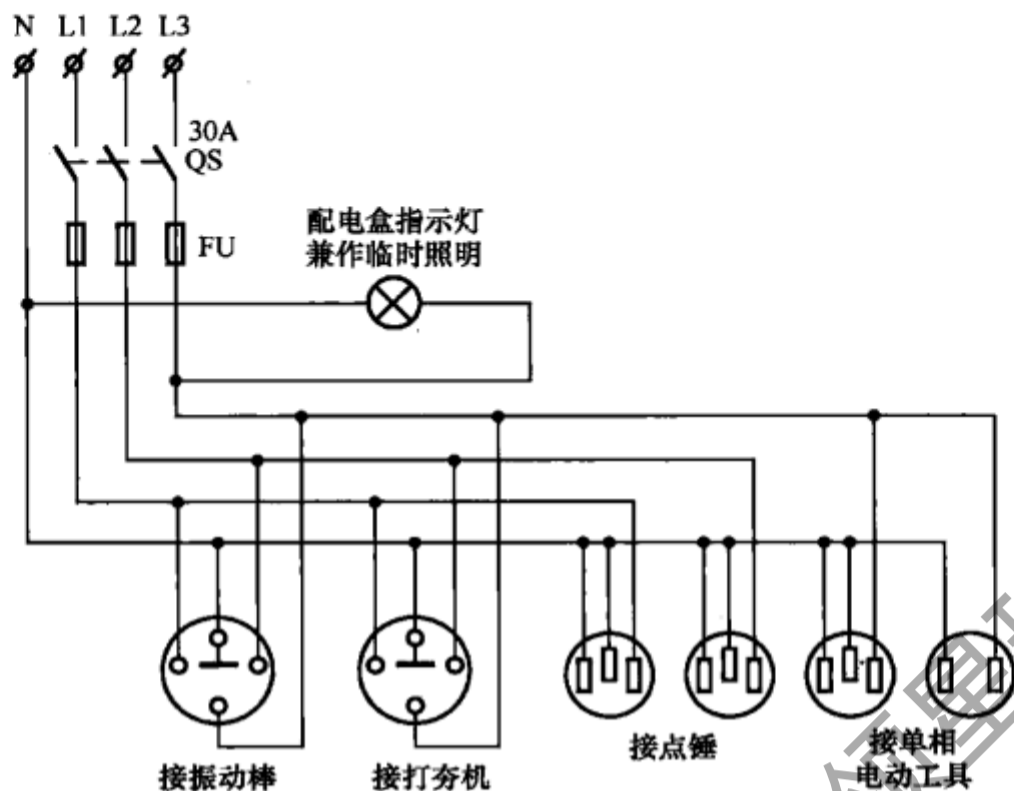 N L1 L2 L3
30A
QS
FU
配电盒指示灯
兼作临时照明
接振动棒
接打夯机
接点锤
接单相
电动工具